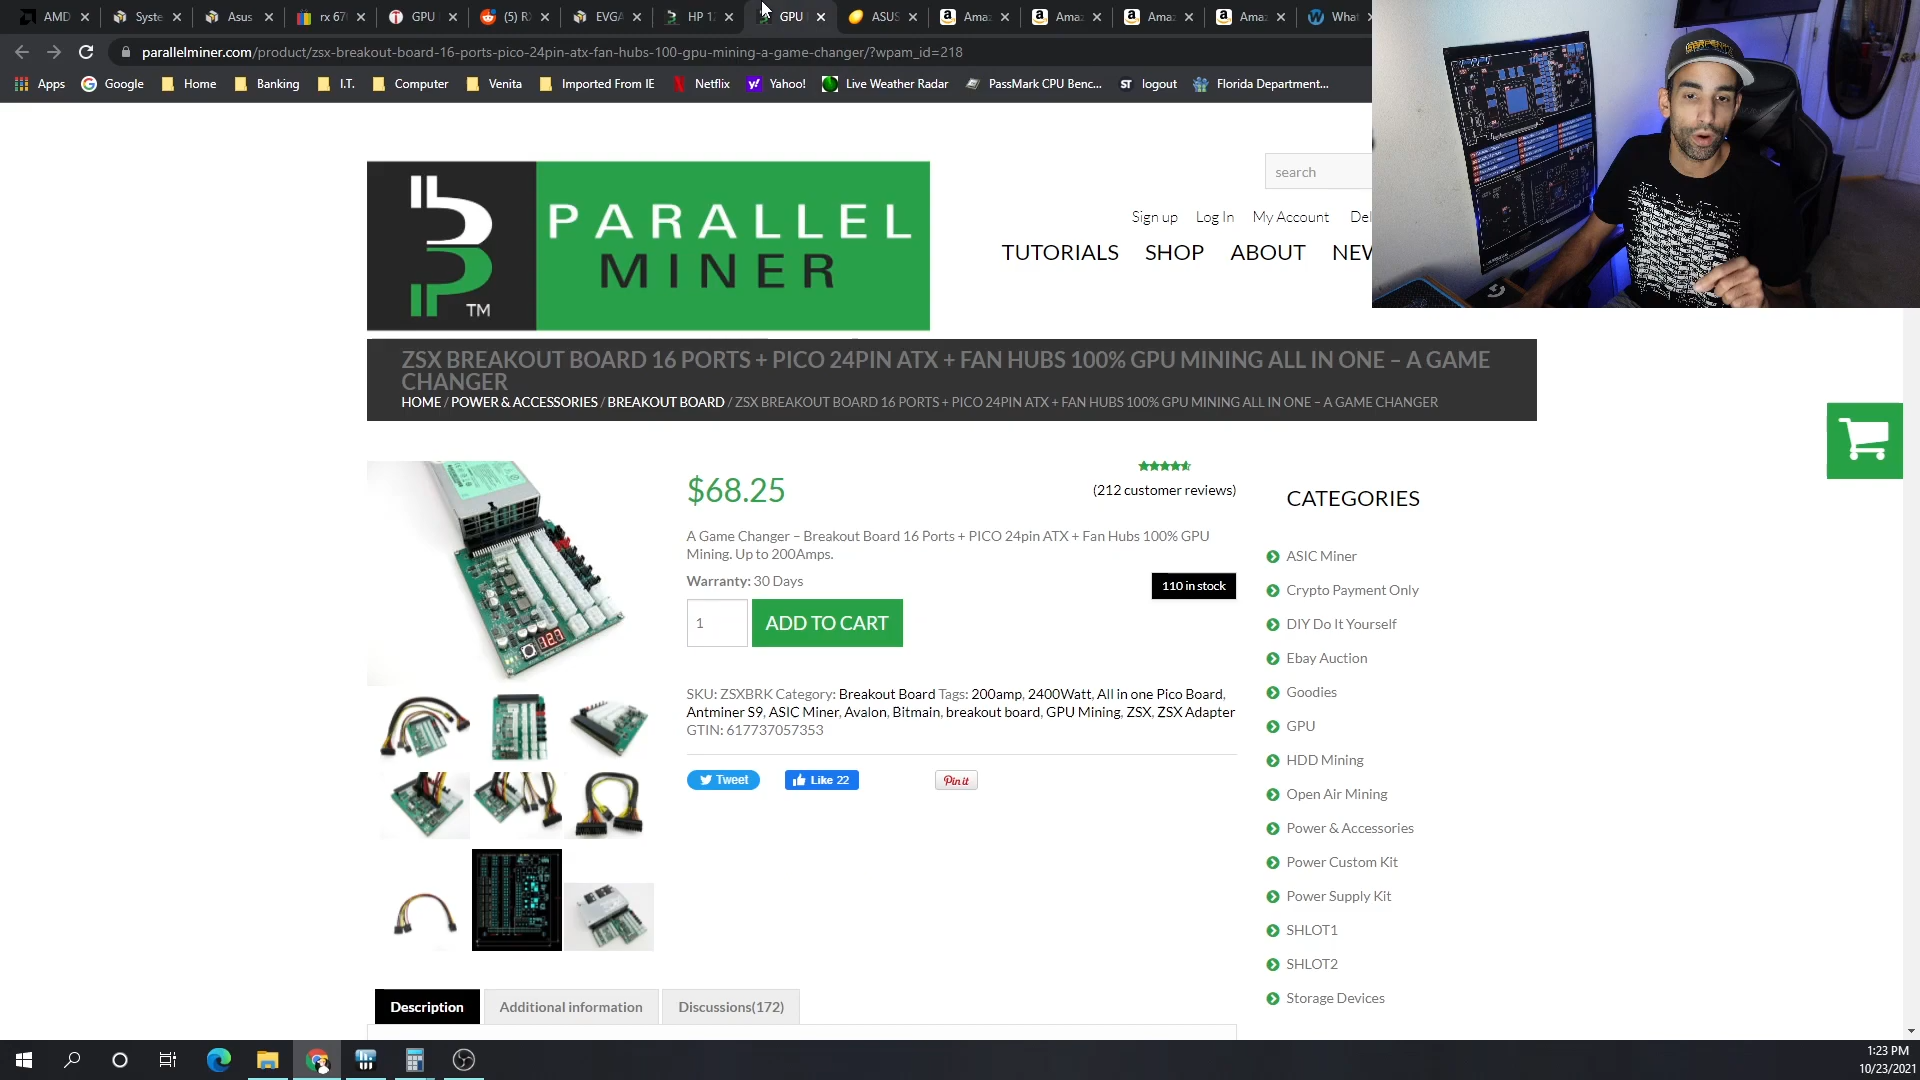 AMD
Syste
Asus
rx 67
GPU
(5) R
EVGA
HP 12
GPU
ASUS
Amaz
Amaz
Amaz
Amaz
What
parallelminer.com/product/zsx-breakout-board-16-ports-pico-24pin-atx-fan-hubs-100-gpu-mining-a-game-changer/?wpam_id=218
Apps
Google
Home
Banking
I.T.
Computer
Venita
Imported From IE
Netflix
Yahoo!
Live Weather Radar
PassMark CPU Benc...
ST logout
Florida Department...
search
PARALLEL
MINER
TM
Sign up Log In My Account Del
TUTORIALS SHOP ABOUT NEW
ZSX BREAKOUT BOARD 16 PORTS + PICO 24PIN ATX + FAN HUBS 100% GPU MINING ALL IN ONE – A GAME
CHANGER
HOME / POWER & ACCESSORIES / BREAKOUT BOARD / ZSX BREAKOUT BOARD 16 PORTS + PICO 24PIN ATX + FAN HUBS 100% GPU MINING ALL IN ONE – A GAME CHANGER
12.7
$68.25
(212 customer reviews)
A Game Changer – Breakout Board 16 Ports + PICO 24pin ATX + Fan Hubs 100% GPU
Mining. Up to 200Amps.
Warranty: 30 Days
110 in stock
1
ADD TO CART
SKU: ZSXBRK Category: Breakout Board Tags: 200amp, 2400Watt, All in one Pico Board,
Antminer S9, ASIC Miner, Avalon, Bitmain, breakout board, GPU Mining, ZSX, ZSX Adapter
GTIN: 617737057353
Tweet
Like 22
Pin it
CATEGORIES
ASIC Miner
Crypto Payment Only
DIY Do It Yourself
Ebay Auction
Goodies
GPU
HDD Mining
Open Air Mining
Power & Accessories
Power Custom Kit
Power Supply Kit
SHLOT1
SHLOT2
Storage Devices
Description
Additional information
Discussions(172)
1:23 PM
10/23/2021